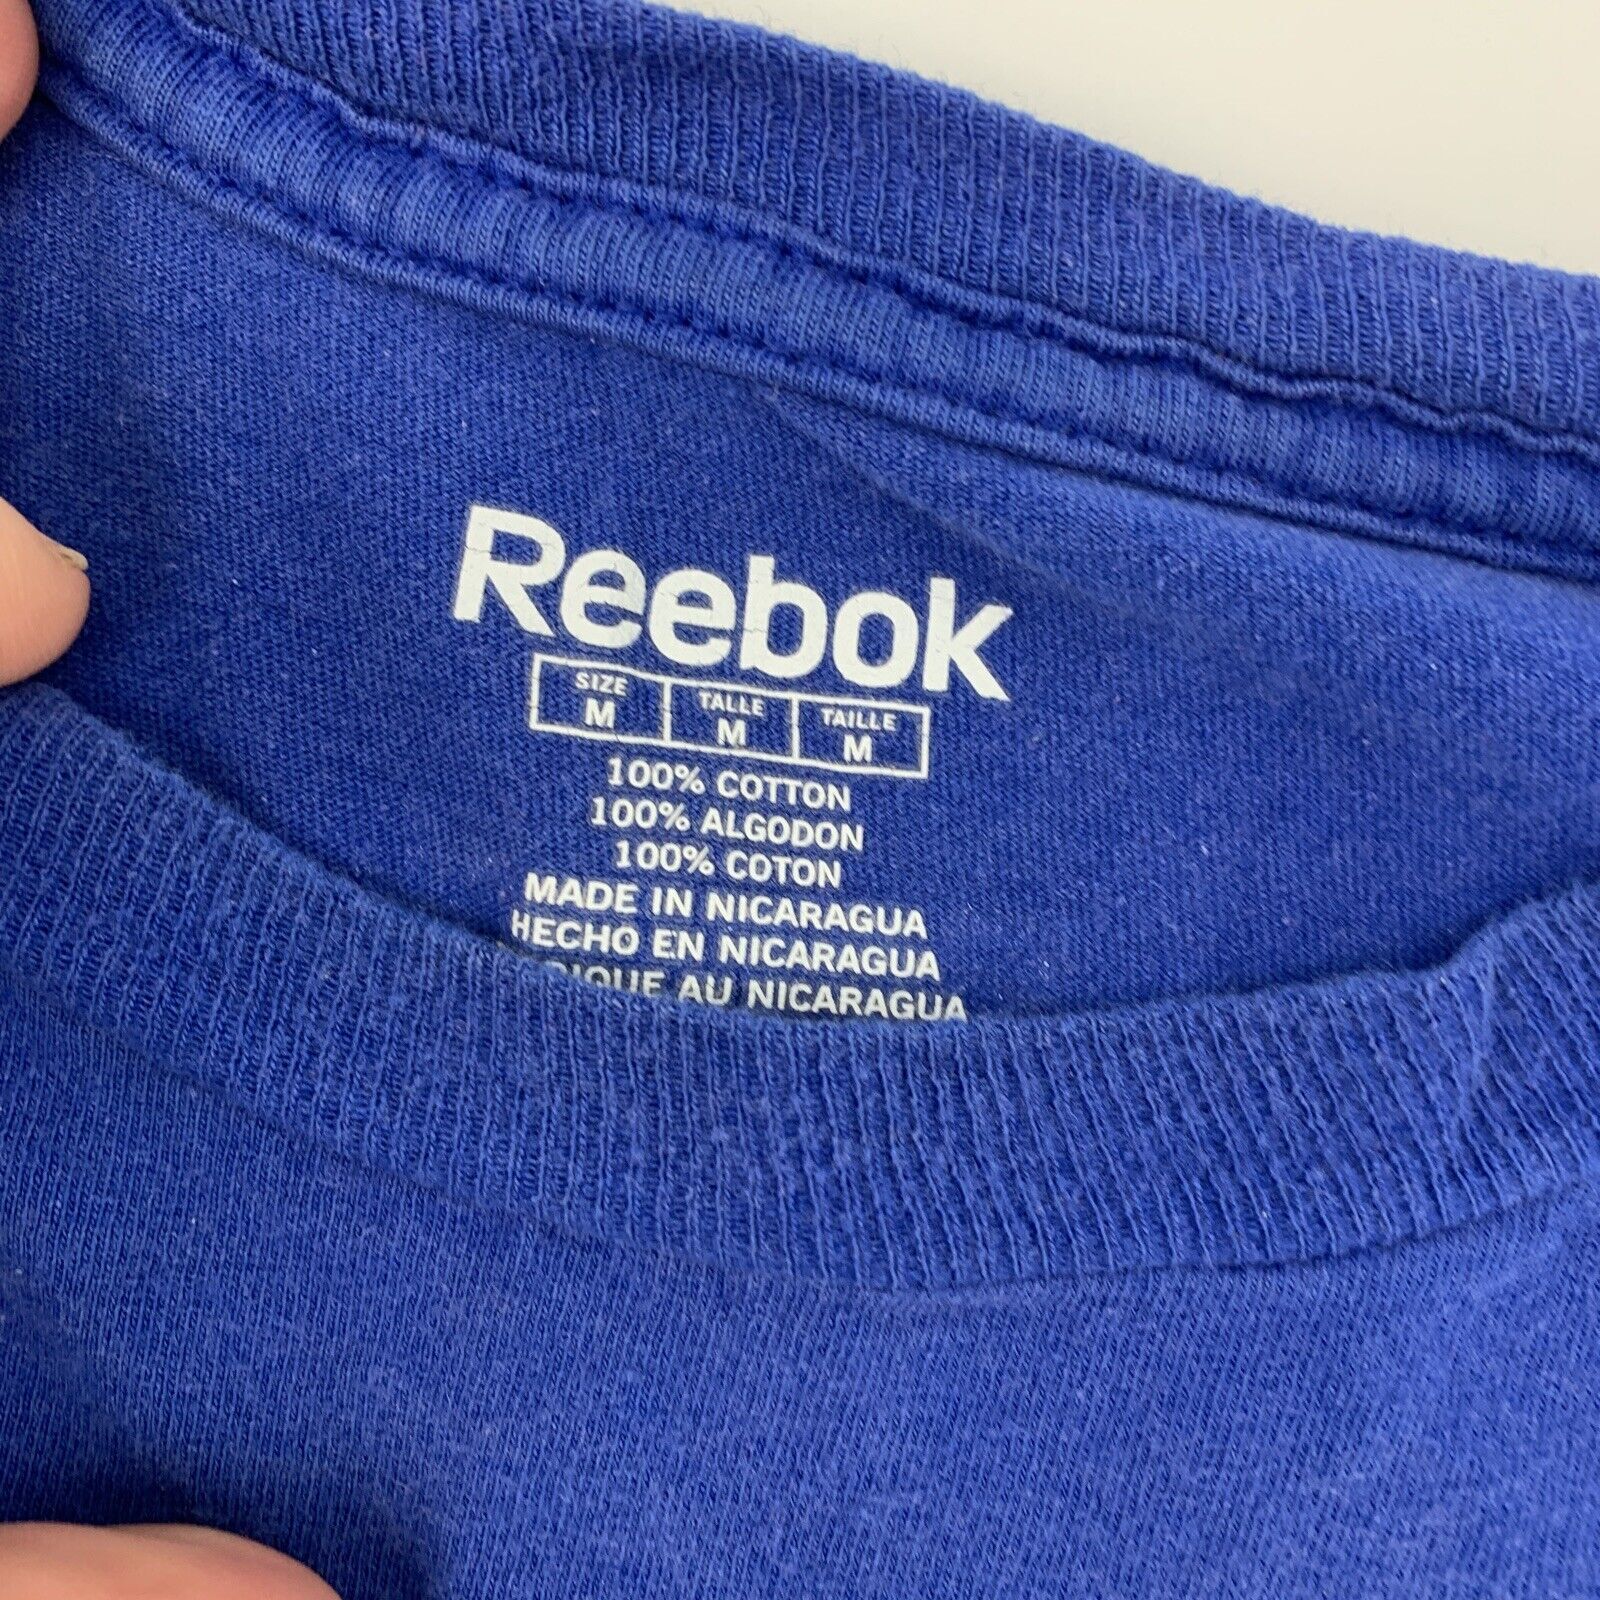 Reebok
SIZE TALLE TAILLE
M M M
100% COTTON
100% ALGODON
100% COTON
MADE IN NICARAGUA
HECHO EN NICARAGUA
AU NICARAGUA